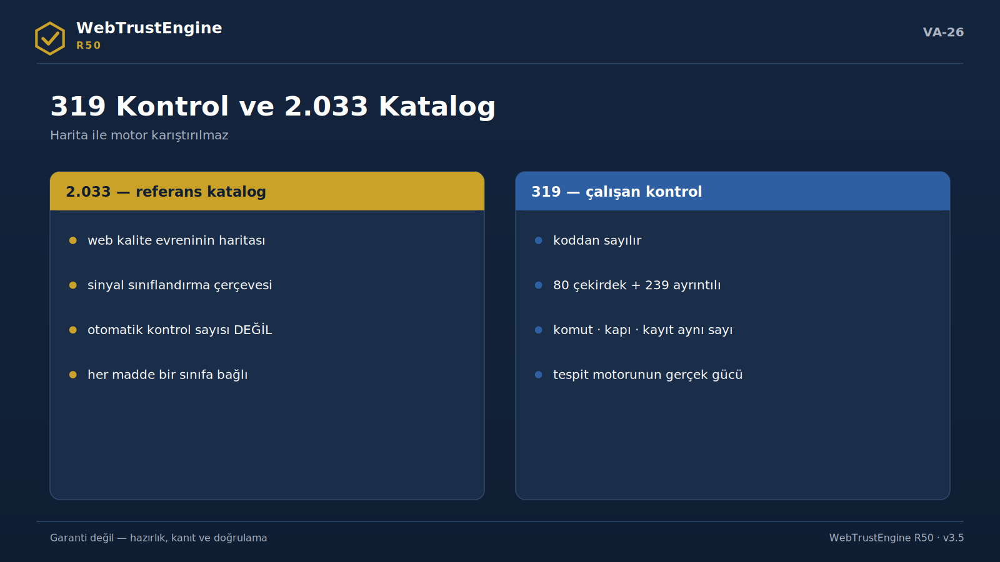 WebTrustEngine
R50
VA-26
319 Kontrol ve 2.033 Katalog
Harita ile motor karıştırılmaz
2.033 — referans katalog
web kalite evreninin haritası
sinyal sınıflandırma çerçevesi
otomatik kontrol sayısı DEĞİL
her madde bir sınıfa bağlı
319 — çalışan kontrol
koddan sayılır
80 çekirdek + 239 ayrıntılı
komut · kapı · kayıt aynı sayı
tespit motorunun gerçek gücü
Garanti değil — hazırlık, kanıt ve doğrulama
WebTrustEngine R50 · v3.5